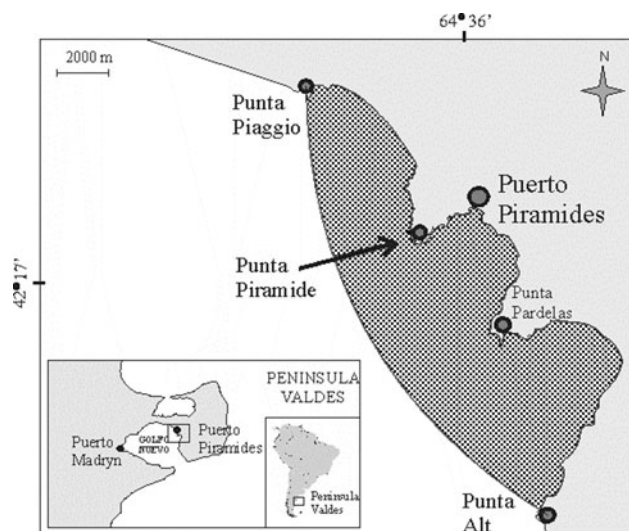 64° 36'
2000 m
N
Punta
Piaggio
Puerto
Piramides
Punta
Piramide
42° 17'
Punta
Pardelas
PENINSULA
VALDES
Puerto
Piramides
GOLFO
NUEVO
Puerto
Madryn
Peninsula
Valdes
Punta
Alt